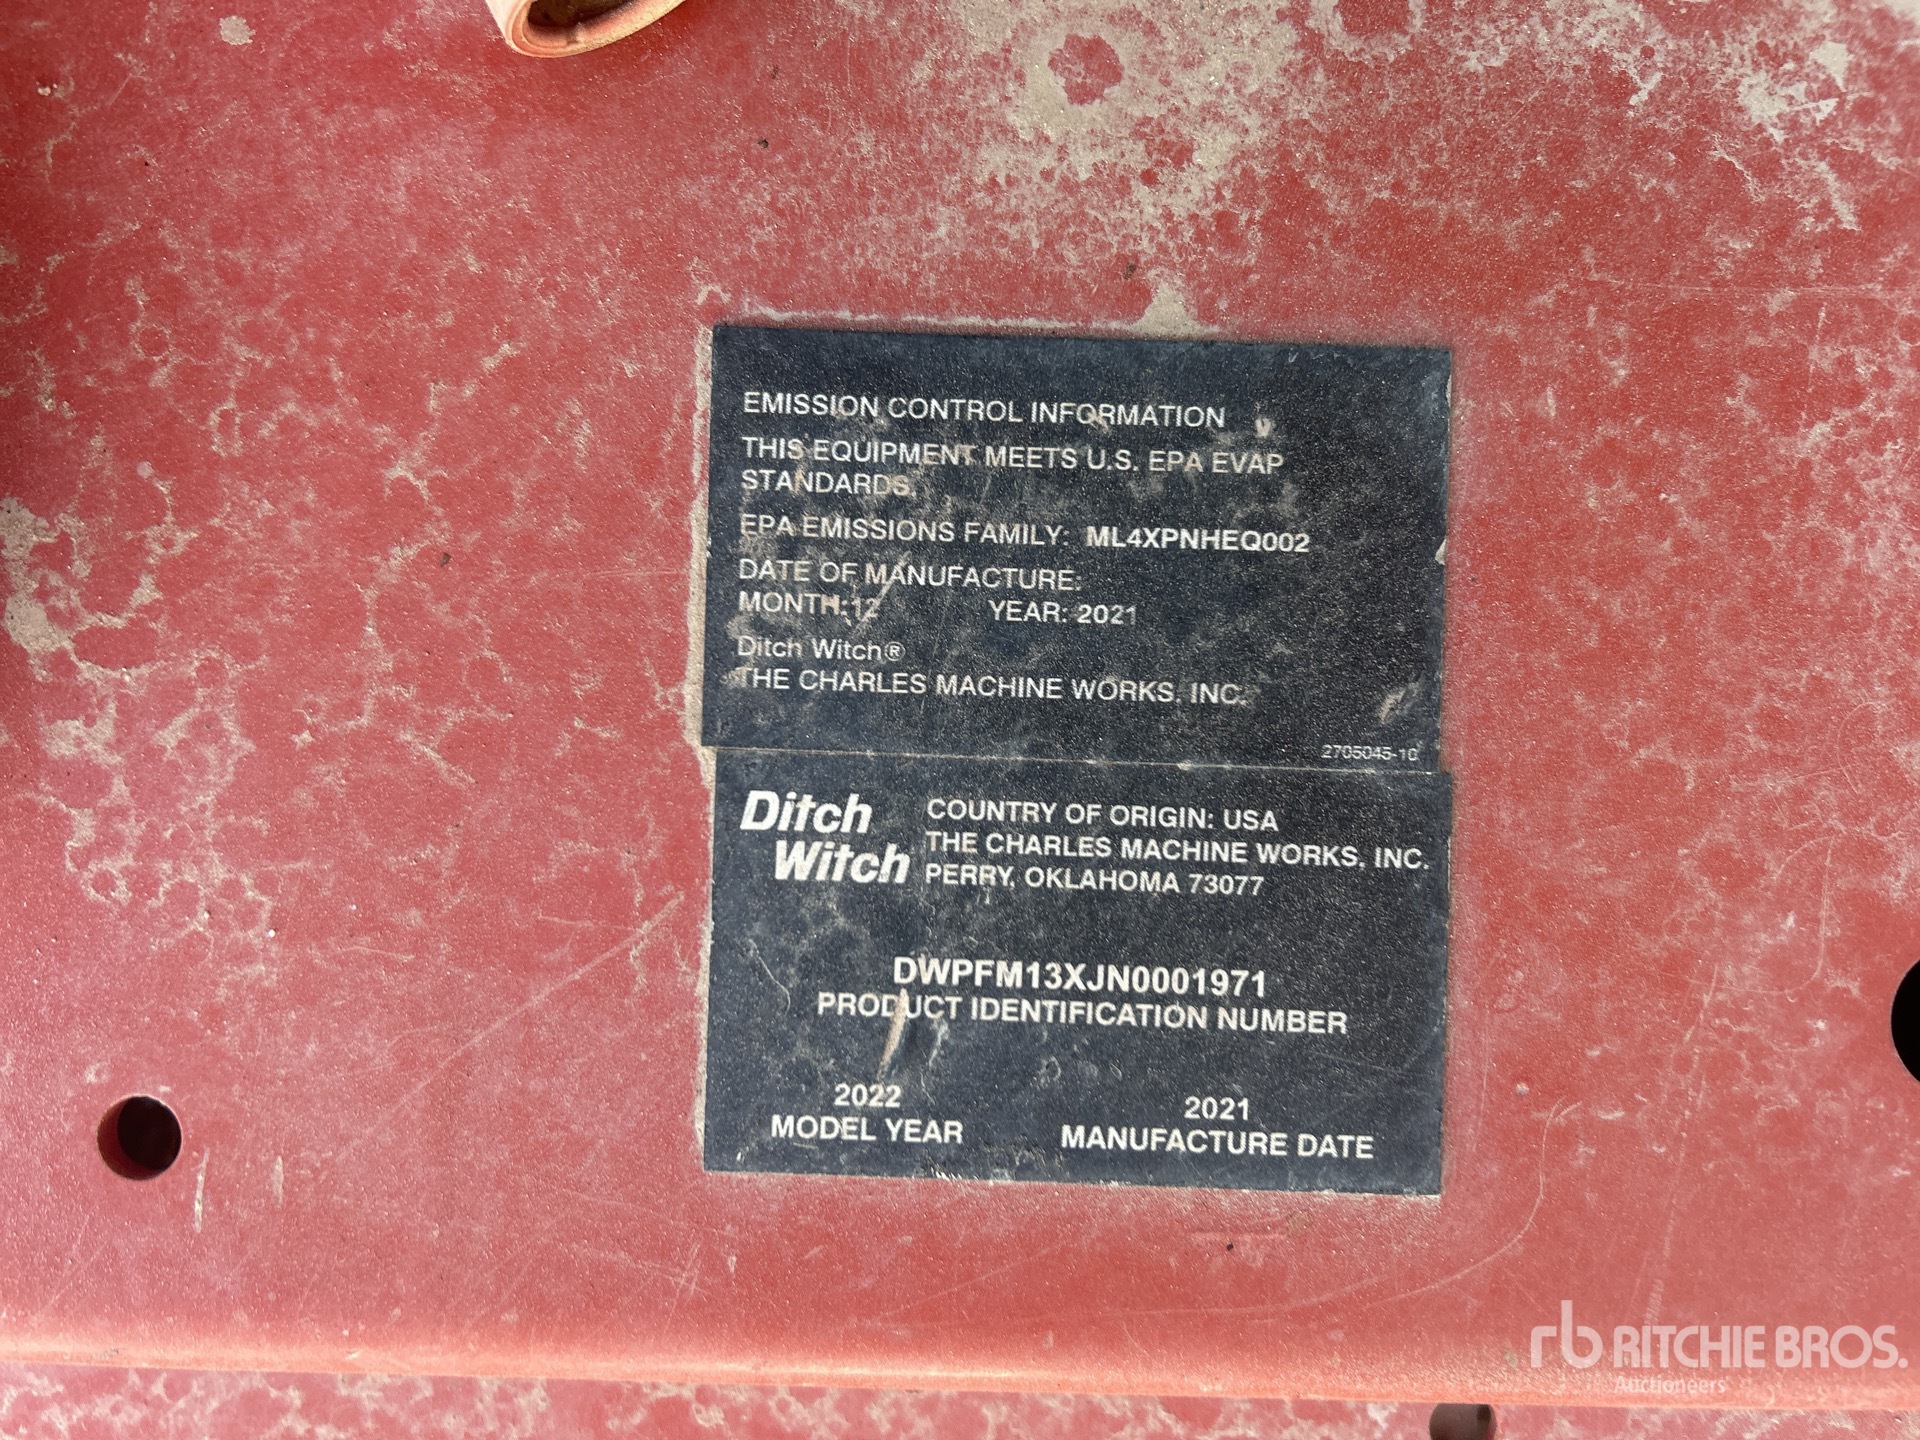 EMISSION CONTROL INFORMATION
THIS EQUIPMENT MEETS U.S. EPA EVAP
STANDARDS.
EPA EMISSIONS FAMILY: ML4XPNHEQ002
DATE OF MANUFACTURE:
MONTH:12 YEAR: 2021
Ditch Witch®
THE CHARLES MACHINE WORKS, INC.
2705045-10
Ditch Witch
COUNTRY OF ORIGIN: USA
THE CHARLES MACHINE WORKS, INC.
PERRY, OKLAHOMA 73077
DWPFM13XJN0001971
PRODUCT IDENTIFICATION NUMBER
2022
MODEL YEAR
2021
MANUFACTURE DATE
rb RITCHIE BROS.
Auctioneers